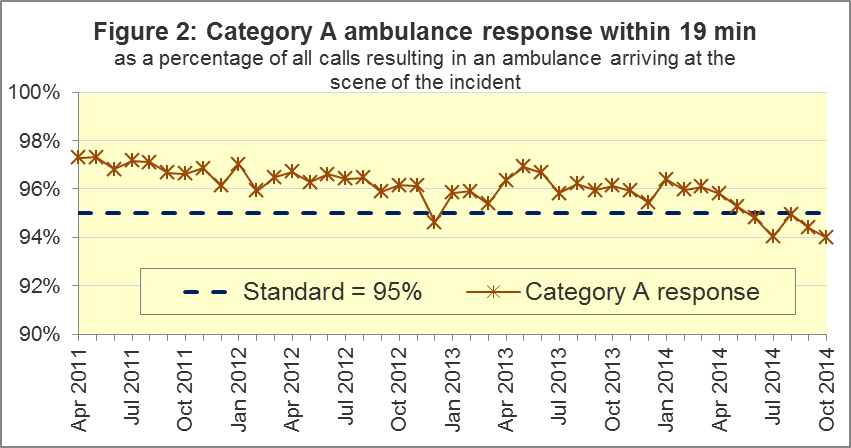 Figure 2: Category A ambulance response within 19 min
as a percentage of all calls resulting in an ambulance arriving at the
scene of the incident
100%
98%
96%
94%
92%
90%
Standard = 95%
Category A response
Apr 2011
Jul 2011
Oct 2011
Jan 2012
Apr 2012
Jul 2012
Oct 2012
Jan 2013
Apr 2013
Jul 2013
Oct 2013
Jan 2014
Apr 2014
Jul 2014
Oct 2014